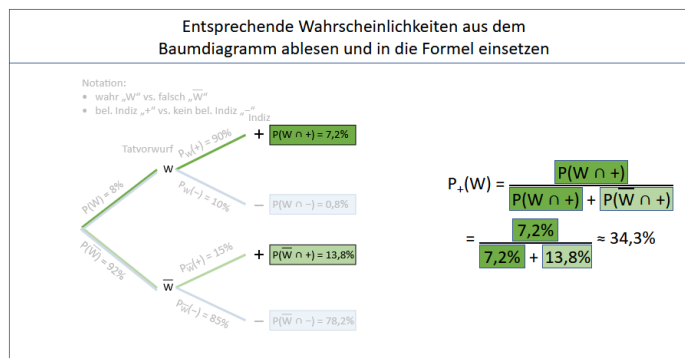 Entsprechende Wahrscheinlichkeiten aus dem
Baumdiagramm ablesen und in die Formel einsetzen
Notation:
• wahr „W“ vs. falsch „W̅“
• bel. Indiz „+“ vs. kein bel. Indiz „−“
Indiz
Tatvorwurf
P(W) = 8%
W
P_W(+) = 90%
+ P(W ∩ +) = 7,2%
P_W(−) = 10%
− P(W ∩ −) = 0,8%
P(W̅) = 92%
W̅
P_W̅(+) = 15%
+ P(W̅ ∩ +) = 13,8%
P_W̅(−) = 85%
− P(W̅ ∩ −) = 78,2%
P₊(W) = P(W ∩ +) / P(W ∩ +) + P(W̅ ∩ +)
= 7,2% / 7,2% + 13,8% ≈ 34,3%